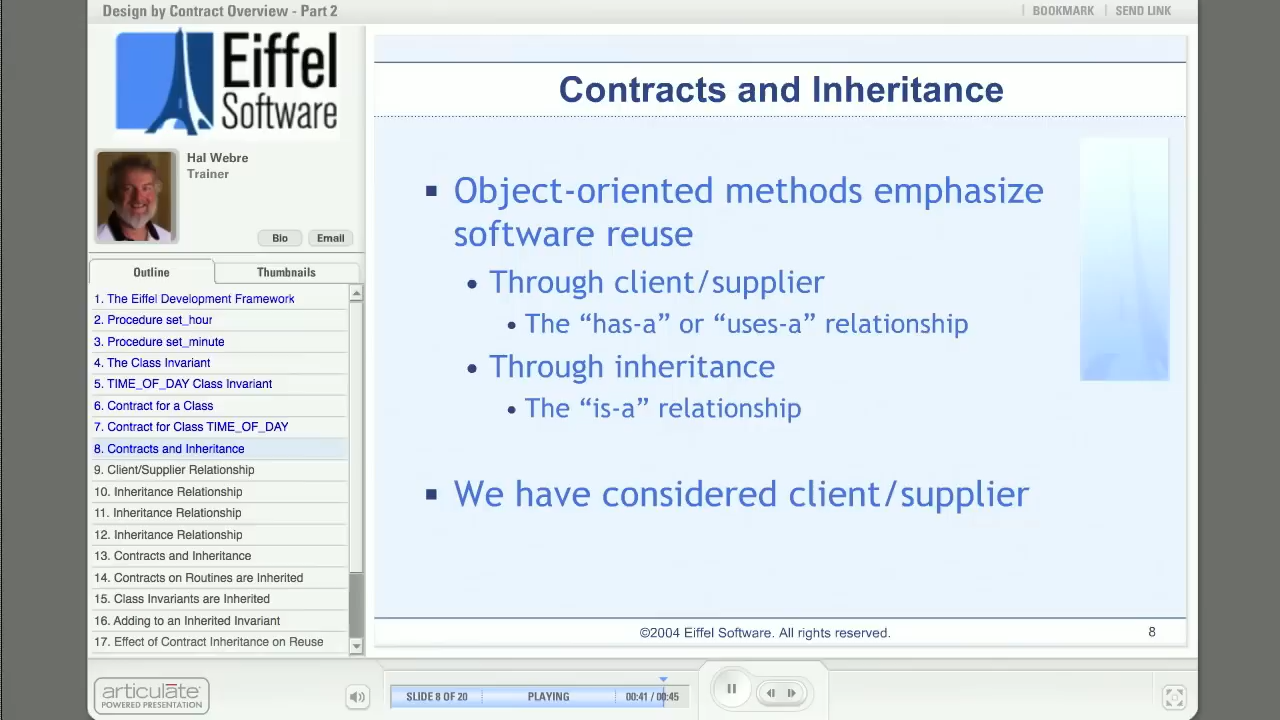 Design by Contract Overview - Part 2
BOOKMARK
SEND LINK
Eiffel
Software
Hal Webre
Trainer
Bio
Email
Outline
Thumbnails
1. The Eiffel Development Framework
2. Procedure set_hour
3. Procedure set_minute
4. The Class Invariant
5. TIME_OF_DAY Class Invariant
6. Contract for a Class
7. Contract for Class TIME_OF_DAY
8. Contracts and Inheritance
9. Client/Supplier Relationship
10. Inheritance Relationship
11. Inheritance Relationship
12. Inheritance Relationship
13. Contracts and Inheritance
14. Contracts on Routines are Inherited
15. Class Invariants are Inherited
16. Adding to an Inherited Invariant
17. Effect of Contract Inheritance on Reuse
Contracts and Inheritance
▪ Object-oriented methods emphasize
software reuse
• Through client/supplier
• The “has-a” or “uses-a” relationship
• Through inheritance
• The “is-a” relationship
▪ We have considered client/supplier
©2004 Eiffel Software. All rights reserved.
8
articulate
POWERED PRESENTATION
SLIDE 8 OF 20
PLAYING
00:41 / 00:45